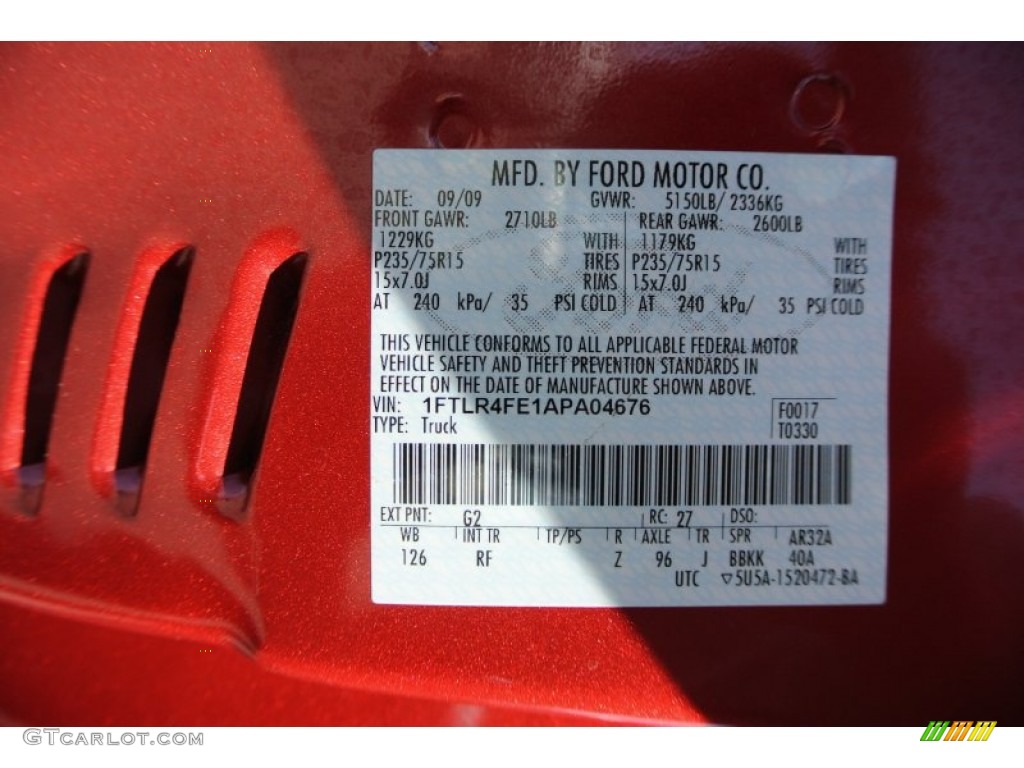 MFD. BY FORD MOTOR CO.
DATE: 09/09 GVWR: 5150LB/ 2336KG
FRONT GAWR: 2710LB REAR GAWR: 2600LB
1229KG WITH 1179KG WITH
P235/75R15 TIRES P235/75R15 TIRES
15x7.0J RIMS 15x7.0J RIMS
AT 240 kPa/ 35 PSI COLD AT 240 kPa/ 35 PSI COLD
THIS VEHICLE CONFORMS TO ALL APPLICABLE FEDERAL MOTOR
VEHICLE SAFETY AND THEFT PREVENTION STANDARDS IN
EFFECT ON THE DATE OF MANUFACTURE SHOWN ABOVE.
VIN: 1FTLR4FE1APA04676 F0017
TYPE: Truck T0330
EXT PNT: G2 RC: 27 DSO:
WB INT TR TP/PS R AXLE TR SPR AR32A
126 RF Z 96 J BBKK 40A
UTC ▽5U5A-1520472-BA
GTCarLot.com